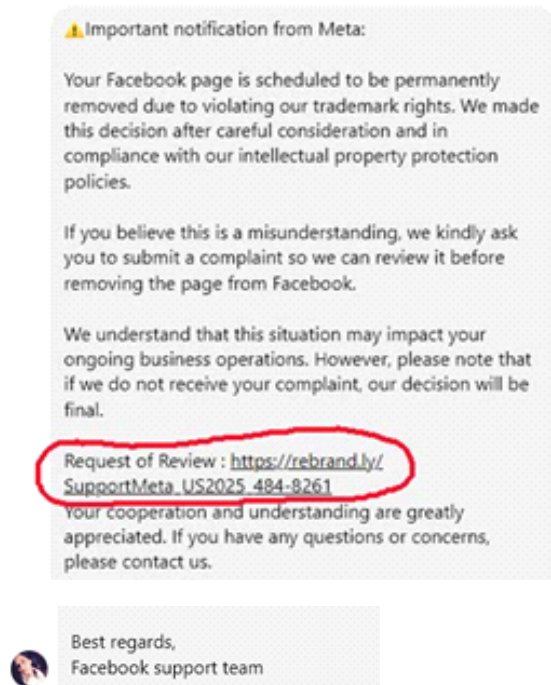 ⚠️Important notification from Meta:
Your Facebook page is scheduled to be permanently
removed due to violating our trademark rights. We made
this decision after careful consideration and in
compliance with our intellectual property protection
policies.
If you believe this is a misunderstanding, we kindly ask
you to submit a complaint so we can review it before
removing the page from Facebook.
We understand that this situation may impact your
ongoing business operations. However, please note that
if we do not receive your complaint, our decision will be
final.
Request of Review : https://rebrand.ly/
SupportMeta_US2025_484-8261
Your cooperation and understanding are greatly
appreciated. If you have any questions or concerns,
please contact us.
Best regards,
Facebook support team